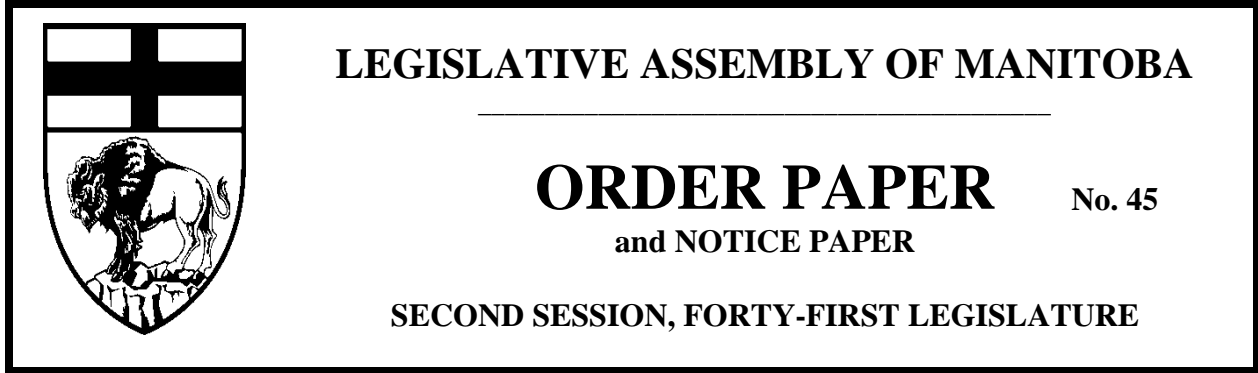 LEGISLATIVE ASSEMBLY OF MANITOBA
ORDER PAPER No. 45
and NOTICE PAPER
SECOND SESSION, FORTY-FIRST LEGISLATURE